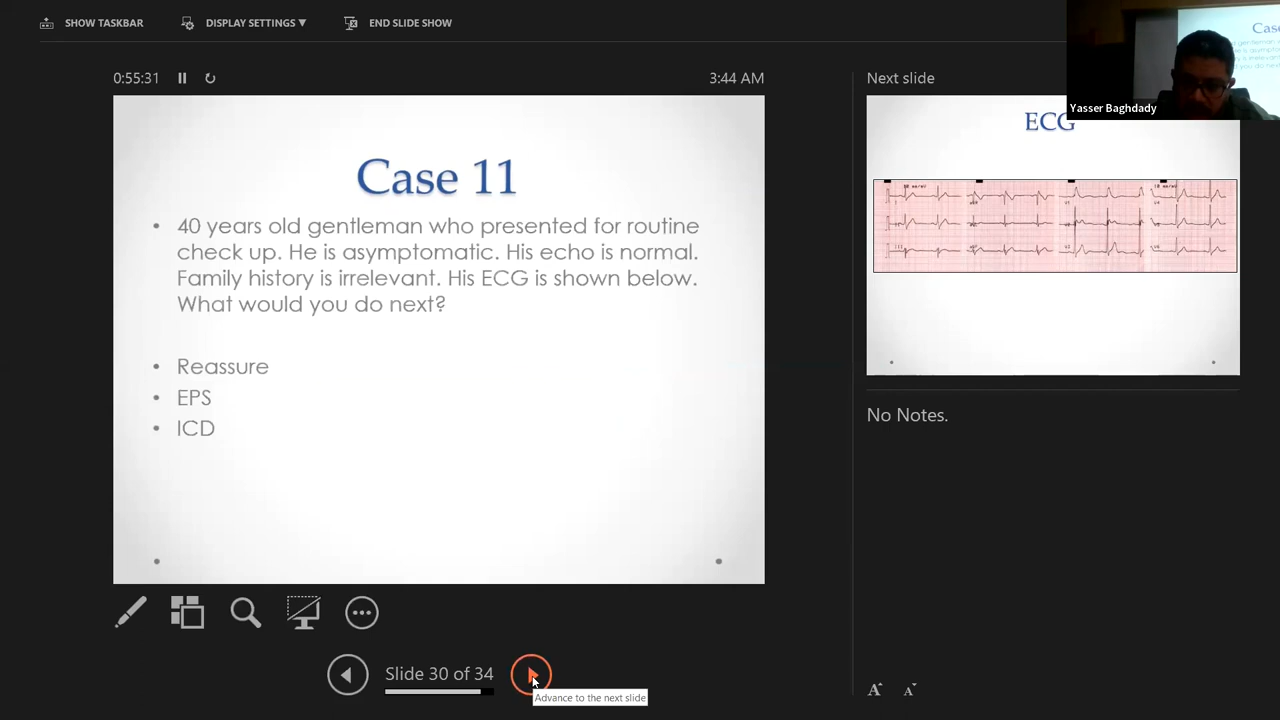 SHOW TASKBAR
DISPLAY SETTINGS ▼
END SLIDE SHOW
0:55:31
3:44 AM
Next slide
Yasser Baghdady
Case 11
• 40 years old gentleman who presented for routine
check up. He is asymptomatic. His echo is normal.
Family history is irrelevant. His ECG is shown below.
What would you do next?
• Reassure
• EPS
• ICD
ECG
No Notes.
Slide 30 of 34
Advance to the next slide
A
A